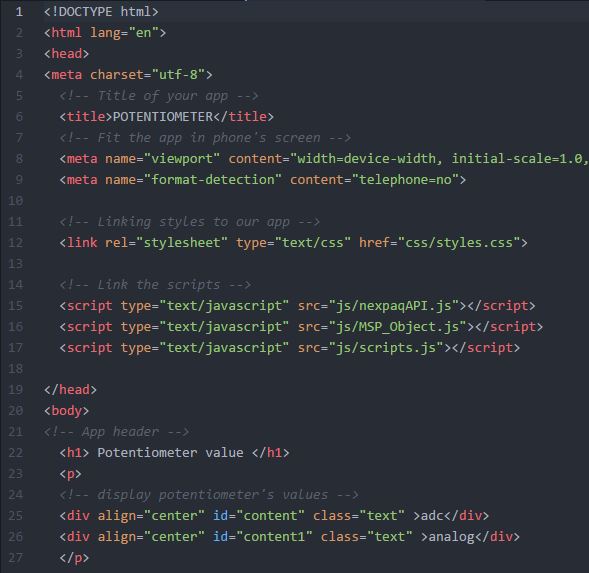 1 <!DOCTYPE html>
2 <html lang="en">
3 <head>
4 <meta charset="utf-8">
5   <!-- Title of your app -->
6   <title>POTENTIOMETER</title>
7   <!-- Fit the app in phone's screen -->
8   <meta name="viewport" content="width=device-width, initial-scale=1.0,
9   <meta name="format-detection" content="telephone=no">
10
11   <!-- Linking styles to our app -->
12   <link rel="stylesheet" type="text/css" href="css/styles.css">
13
14   <!-- Link the scripts -->
15   <script type="text/javascript" src="js/nexpaqAPI.js"></script>
16   <script type="text/javascript" src="js/MSP_Object.js"></script>
17   <script type="text/javascript" src="js/scripts.js"></script>
18
19 </head>
20 <body>
21 <!-- App header -->
22   <h1> Potentiometer value </h1>
23   <p>
24   <!-- display potentiometer's values -->
25   <div align="center" id="content" class="text" >adc</div>
26   <div align="center" id="content1" class="text" >analog</div>
27   </p>